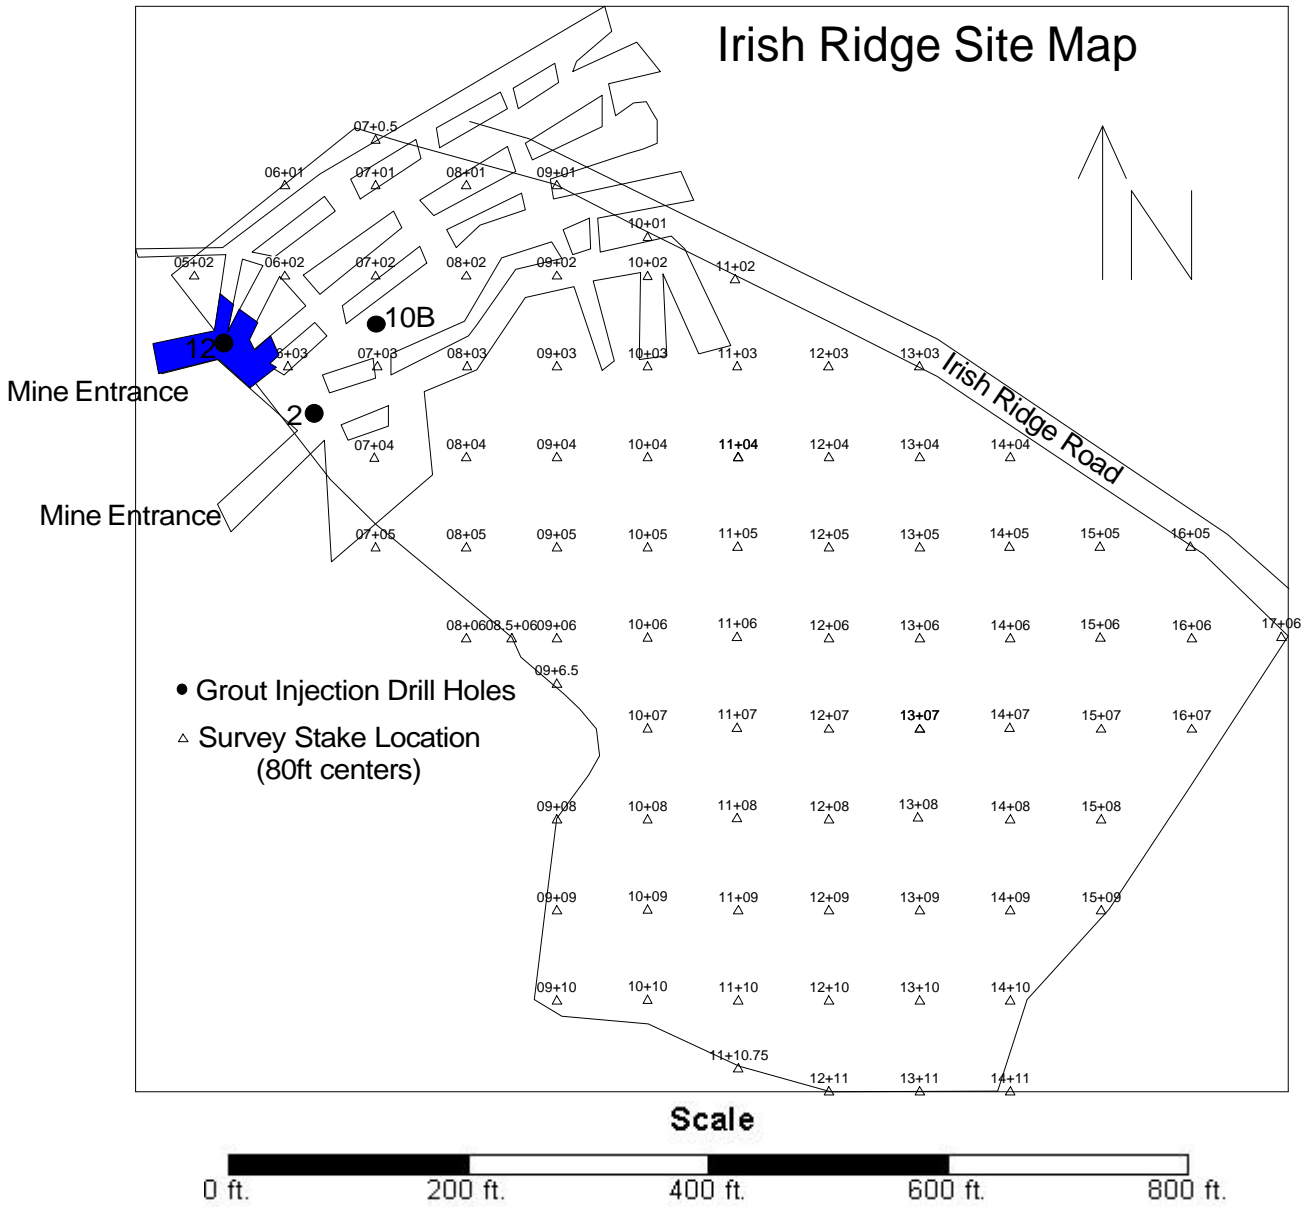 Irish Ridge Site Map
07+0.5
06+01 07+01 08+01 09+01
10+01
05+02 06+02 07+02 08+02 09+02 10+02 11+02
10B
12
6+03 07+03 08+03 09+03 10+03 11+03 12+03 13+03
Irish Ridge Road
Mine Entrance
2
07+04 08+04 09+04 10+04 11+04 12+04 13+04 14+04
Mine Entrance
07+05 08+05 09+05 10+05 11+05 12+05 13+05 14+05 15+05 16+05
08+06 08.5+06 09+06 10+06 11+06 12+06 13+06 14+06 15+06 16+06 17+06
09+6.5
Grout Injection Drill Holes
10+07 11+07 12+07 13+07 14+07 15+07 16+07
Survey Stake Location
(80ft centers)
09+08 10+08 11+08 12+08 13+08 14+08 15+08
09+09 10+09 11+09 12+09 13+09 14+09 15+09
09+10 10+10 11+10 12+10 13+10 14+10
11+10.75
12+11 13+11 14+11
N
Scale
0 ft. 200 ft. 400 ft. 600 ft. 800 ft.